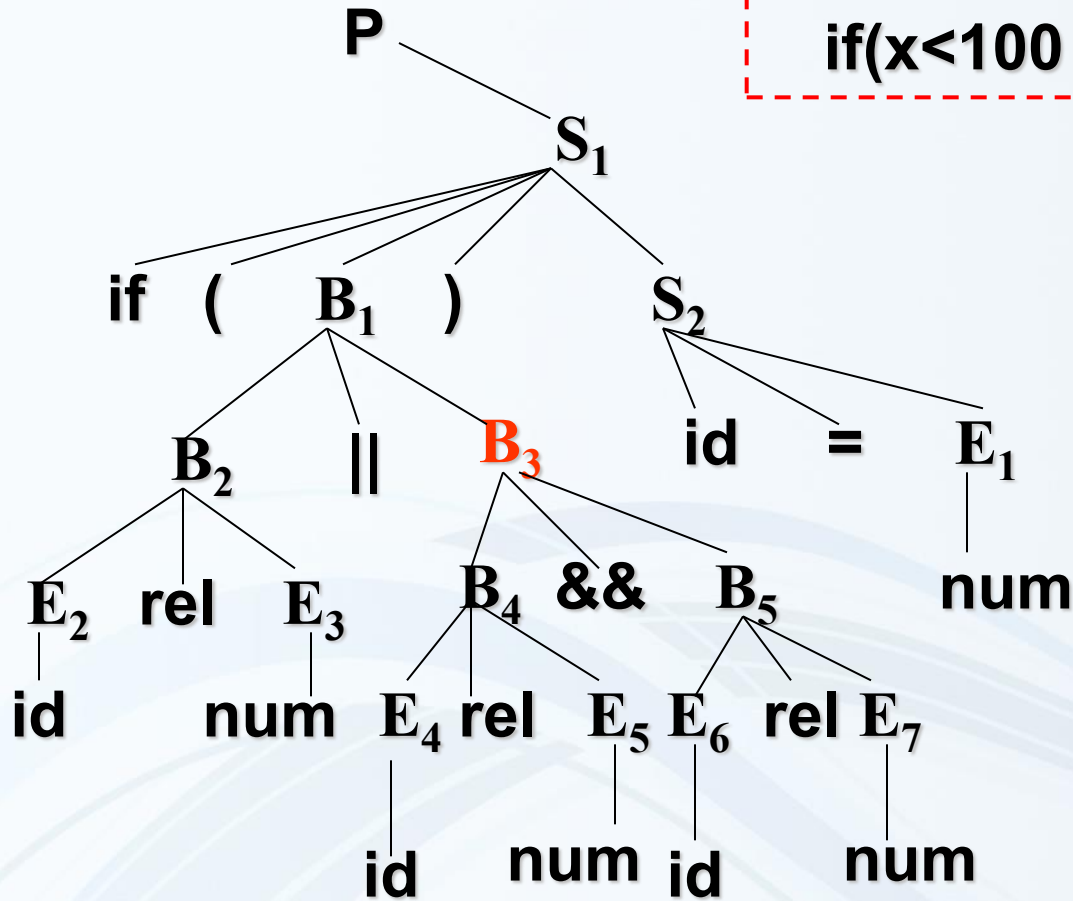 if(x<100
P
S₁
if ( B₁ ) S₂
B₂ || B₃ id = E₁
E₂ rel E₃ B₄ && B₅ num
id num E₄ rel E₅ E₆ rel E₇
id num id num